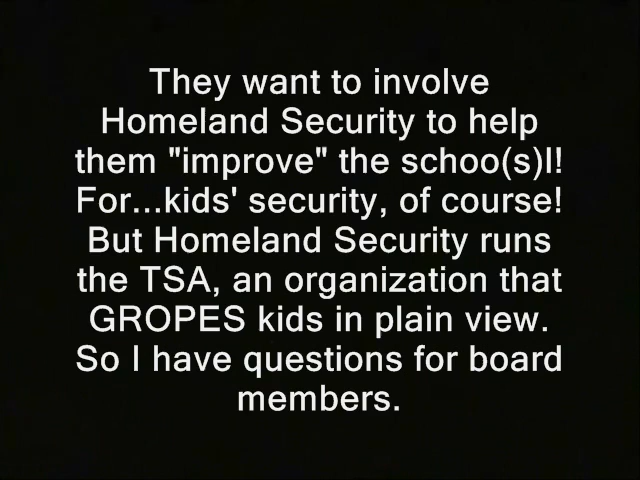 They want to involve
Homeland Security to help
them "improve" the schoo(s)l!
For...kids' security, of course!
But Homeland Security runs
the TSA, an organization that
GROPES kids in plain view.
So I have questions for board
members.